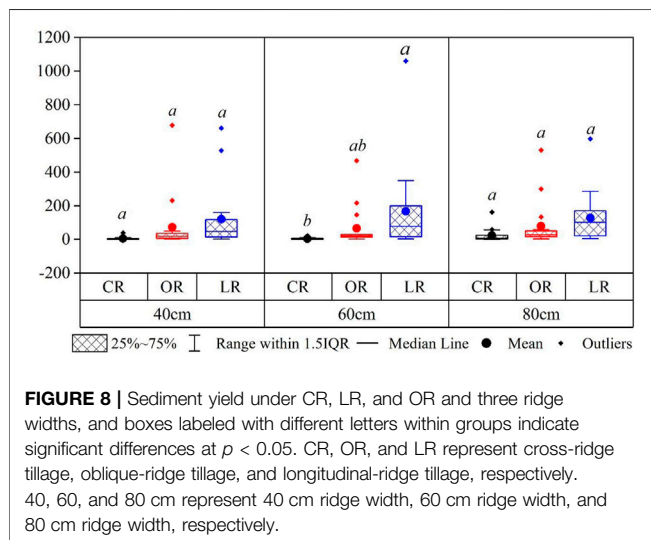 1200
1000
800
600
400
200
0
-200
a
a
a
b
ab
a
a
a
a
CR OR LR CR OR LR CR OR LR
40cm 60cm 80cm
25%~75% Range within 1.5IQR Median Line Mean Outliers
FIGURE 8 | Sediment yield under CR, LR, and OR and three ridge
widths, and boxes labeled with different letters within groups indicate
significant differences at p < 0.05. CR, OR, and LR represent cross-ridge
tillage, oblique-ridge tillage, and longitudinal-ridge tillage, respectively.
40, 60, and 80 cm represent 40 cm ridge width, 60 cm ridge width, and
80 cm ridge width, respectively.